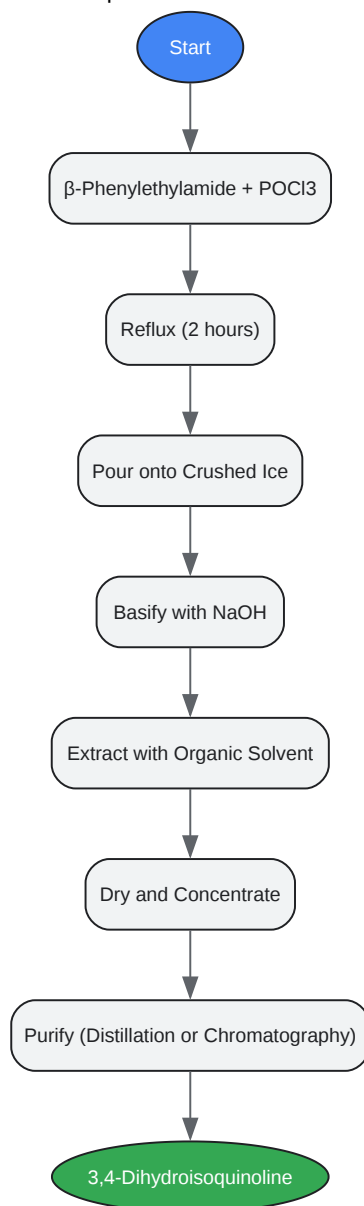 Start
β-Phenylethylamide + POCl3
Reflux (2 hours)
Pour onto Crushed Ice
Basify with NaOH
Extract with Organic Solvent
Dry and Concentrate
Purify (Distillation or Chromatography)
3,4-Dihydroisoquinoline